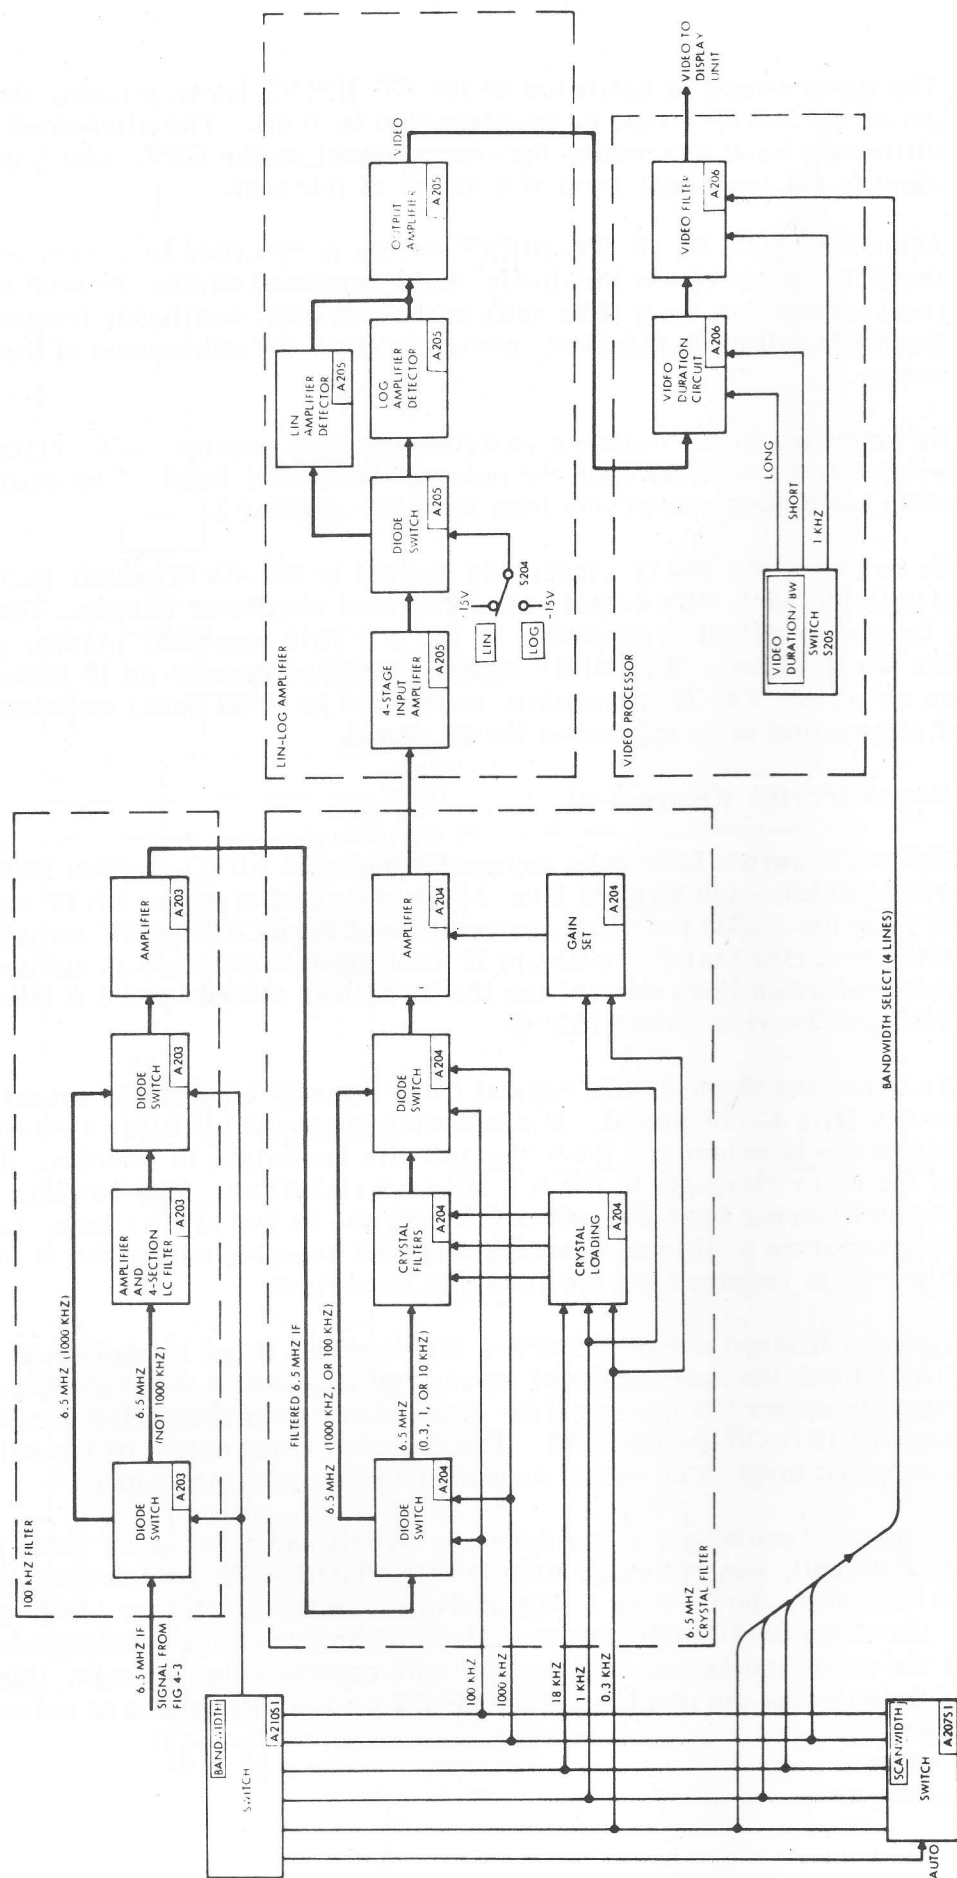 100 KHZ FILTER
6.5 MHZ IF
SIGNAL FROM
FIG 4-3
DIODE
SWITCH
A203
6.5 MHZ (1000 KHZ)
6.5 MHZ
(NOT 1000 KHZ)
AMPLIFIER
AND
4-SECTION
LC FILTER
A203
DIODE
SWITCH
A203
AMPLIFIER
A203
FILTERED 6.5 MHZ IF
BANDWIDTH
SWITCH
A210S1
6.5 MHZ
CRYSTAL FILTER
DIODE
SWITCH
A204
6.5 MHZ (1000 KHZ, OR 100 KHZ)
6.5 MHZ
(0.3, 1, OR 10 KHZ)
CRYSTAL
FILTERS
A204
DIODE
SWITCH
A204
AMPLIFIER
A204
CRYSTAL
LOADING
A204
GAIN
SET
A204
100 KHZ
1000 KHZ
18 KHZ
1 KHZ
0.3 KHZ
SCANWIDTH
SWITCH
A207S1
AUTO
BANDWIDTH SELECT (4 LINES)
LIN-LOG AMPLIFIER
4-STAGE
INPUT
AMPLIFIER
A205
DIODE
SWITCH
A205
LIN
AMPLIFIER
DETECTOR
A205
LOG
AMPLIFIER
DETECTOR
A205
OUTPUT
AMPLIFIER
A205
VIDEO
-15V
LIN
LOG
-15V
S204
VIDEO PROCESSOR
VIDEO
DURATION/BW
SWITCH
S205
LONG
SHORT
1 KHZ
VIDEO
DURATION
CIRCUIT
A206
VIDEO FILTER
A206
VIDEO TO
DISPLAY
UNIT